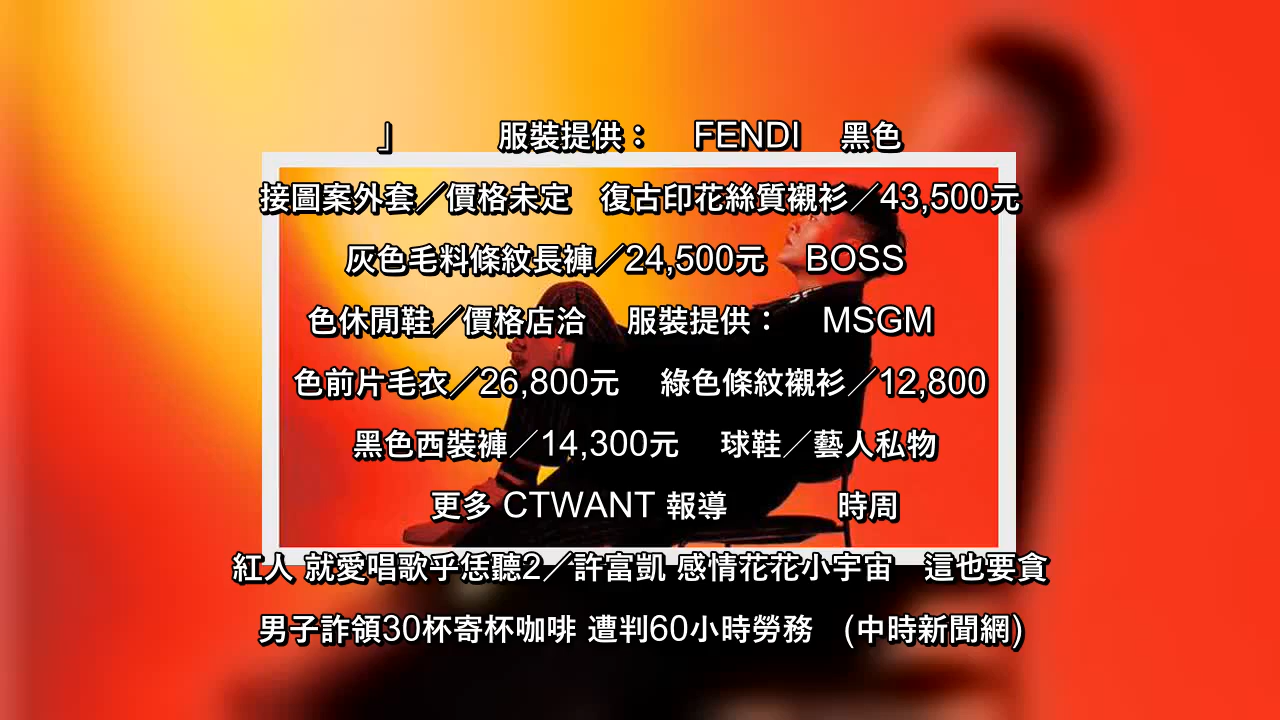 」 服裝提供： FENDI 黑色
接圖案外套／價格未定 復古印花絲質襯衫／43,500元
灰色毛料條紋長褲／24,500元 BOSS
色休閒鞋／價格店洽 服裝提供： MSGM
色前片毛衣／26,800元 綠色條紋襯衫／12,800
黑色西裝褲／14,300元 球鞋／藝人私物
更多 CTWANT 報導 時周
紅人 就愛唱歌乎恁聽2／許富凱 感情花花小宇宙 這也要貪
男子詐領30杯寄杯咖啡 遭判60小時勞務 (中時新聞網)